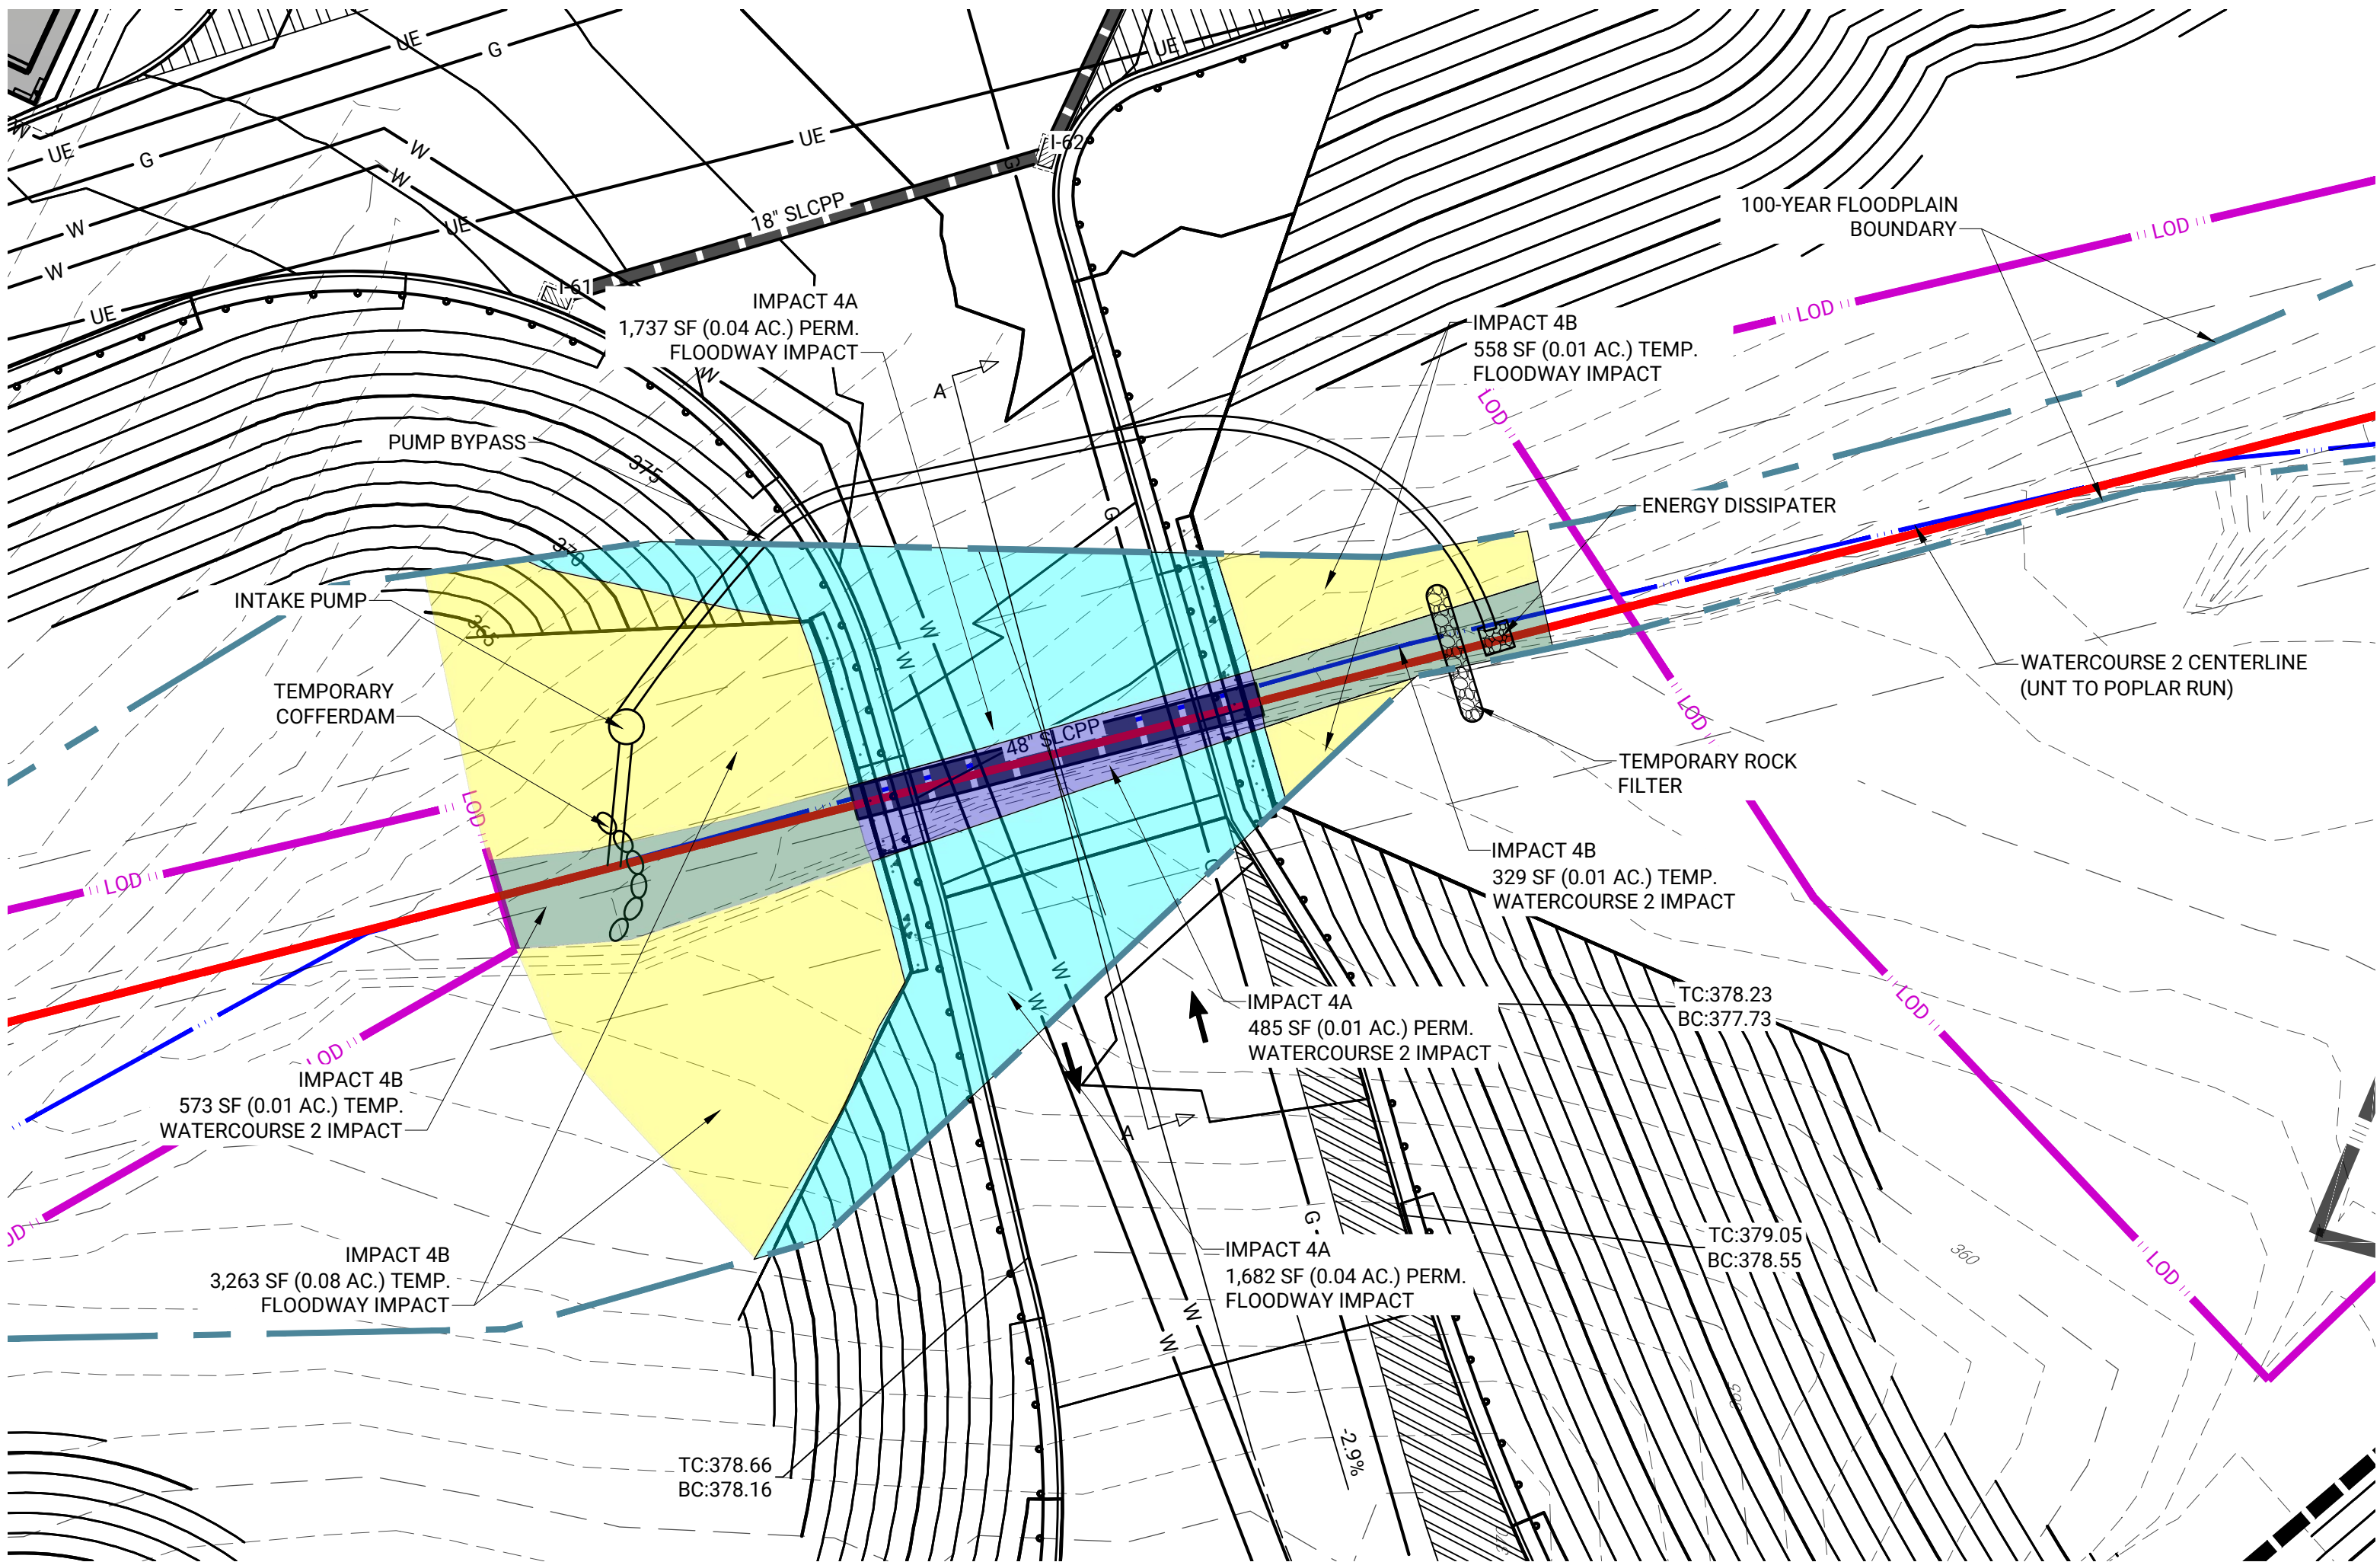 UE
G
UE
W
UE
G
UE
W
W
I-62
G
18" SLCPP
W
UE
W
UE
I-61
100-YEAR FLOODPLAIN
BOUNDARY
LOD
LOD
IMPACT 4A
1,737 SF (0.04 AC.) PERM.
FLOODWAY IMPACT
IMPACT 4B
558 SF (0.01 AC.) TEMP.
FLOODWAY IMPACT
W
A
LOD
PUMP BYPASS
375
G
ENERGY DISSIPATER
370
INTAKE PUMP
365
W
W
TEMPORARY
COFFERDAM
WATERCOURSE 2 CENTERLINE
(UNT TO POPLAR RUN)
LOD
48" SLCPP
TEMPORARY ROCK
FILTER
LOD
LOD
IMPACT 4B
329 SF (0.01 AC.) TEMP.
WATERCOURSE 2 IMPACT
G
W
W
IMPACT 4A
485 SF (0.01 AC.) PERM.
WATERCOURSE 2 IMPACT
TC:378.23
BC:377.73
LOD
LOD
IMPACT 4B
573 SF (0.01 AC.) TEMP.
WATERCOURSE 2 IMPACT
A
G
IMPACT 4A
1,682 SF (0.04 AC.) PERM.
FLOODWAY IMPACT
TC:379.05
BC:378.55
360
LOD
IMPACT 4B
3,263 SF (0.08 AC.) TEMP.
FLOODWAY IMPACT
W
W
-2.9%
TC:378.66
BC:378.16